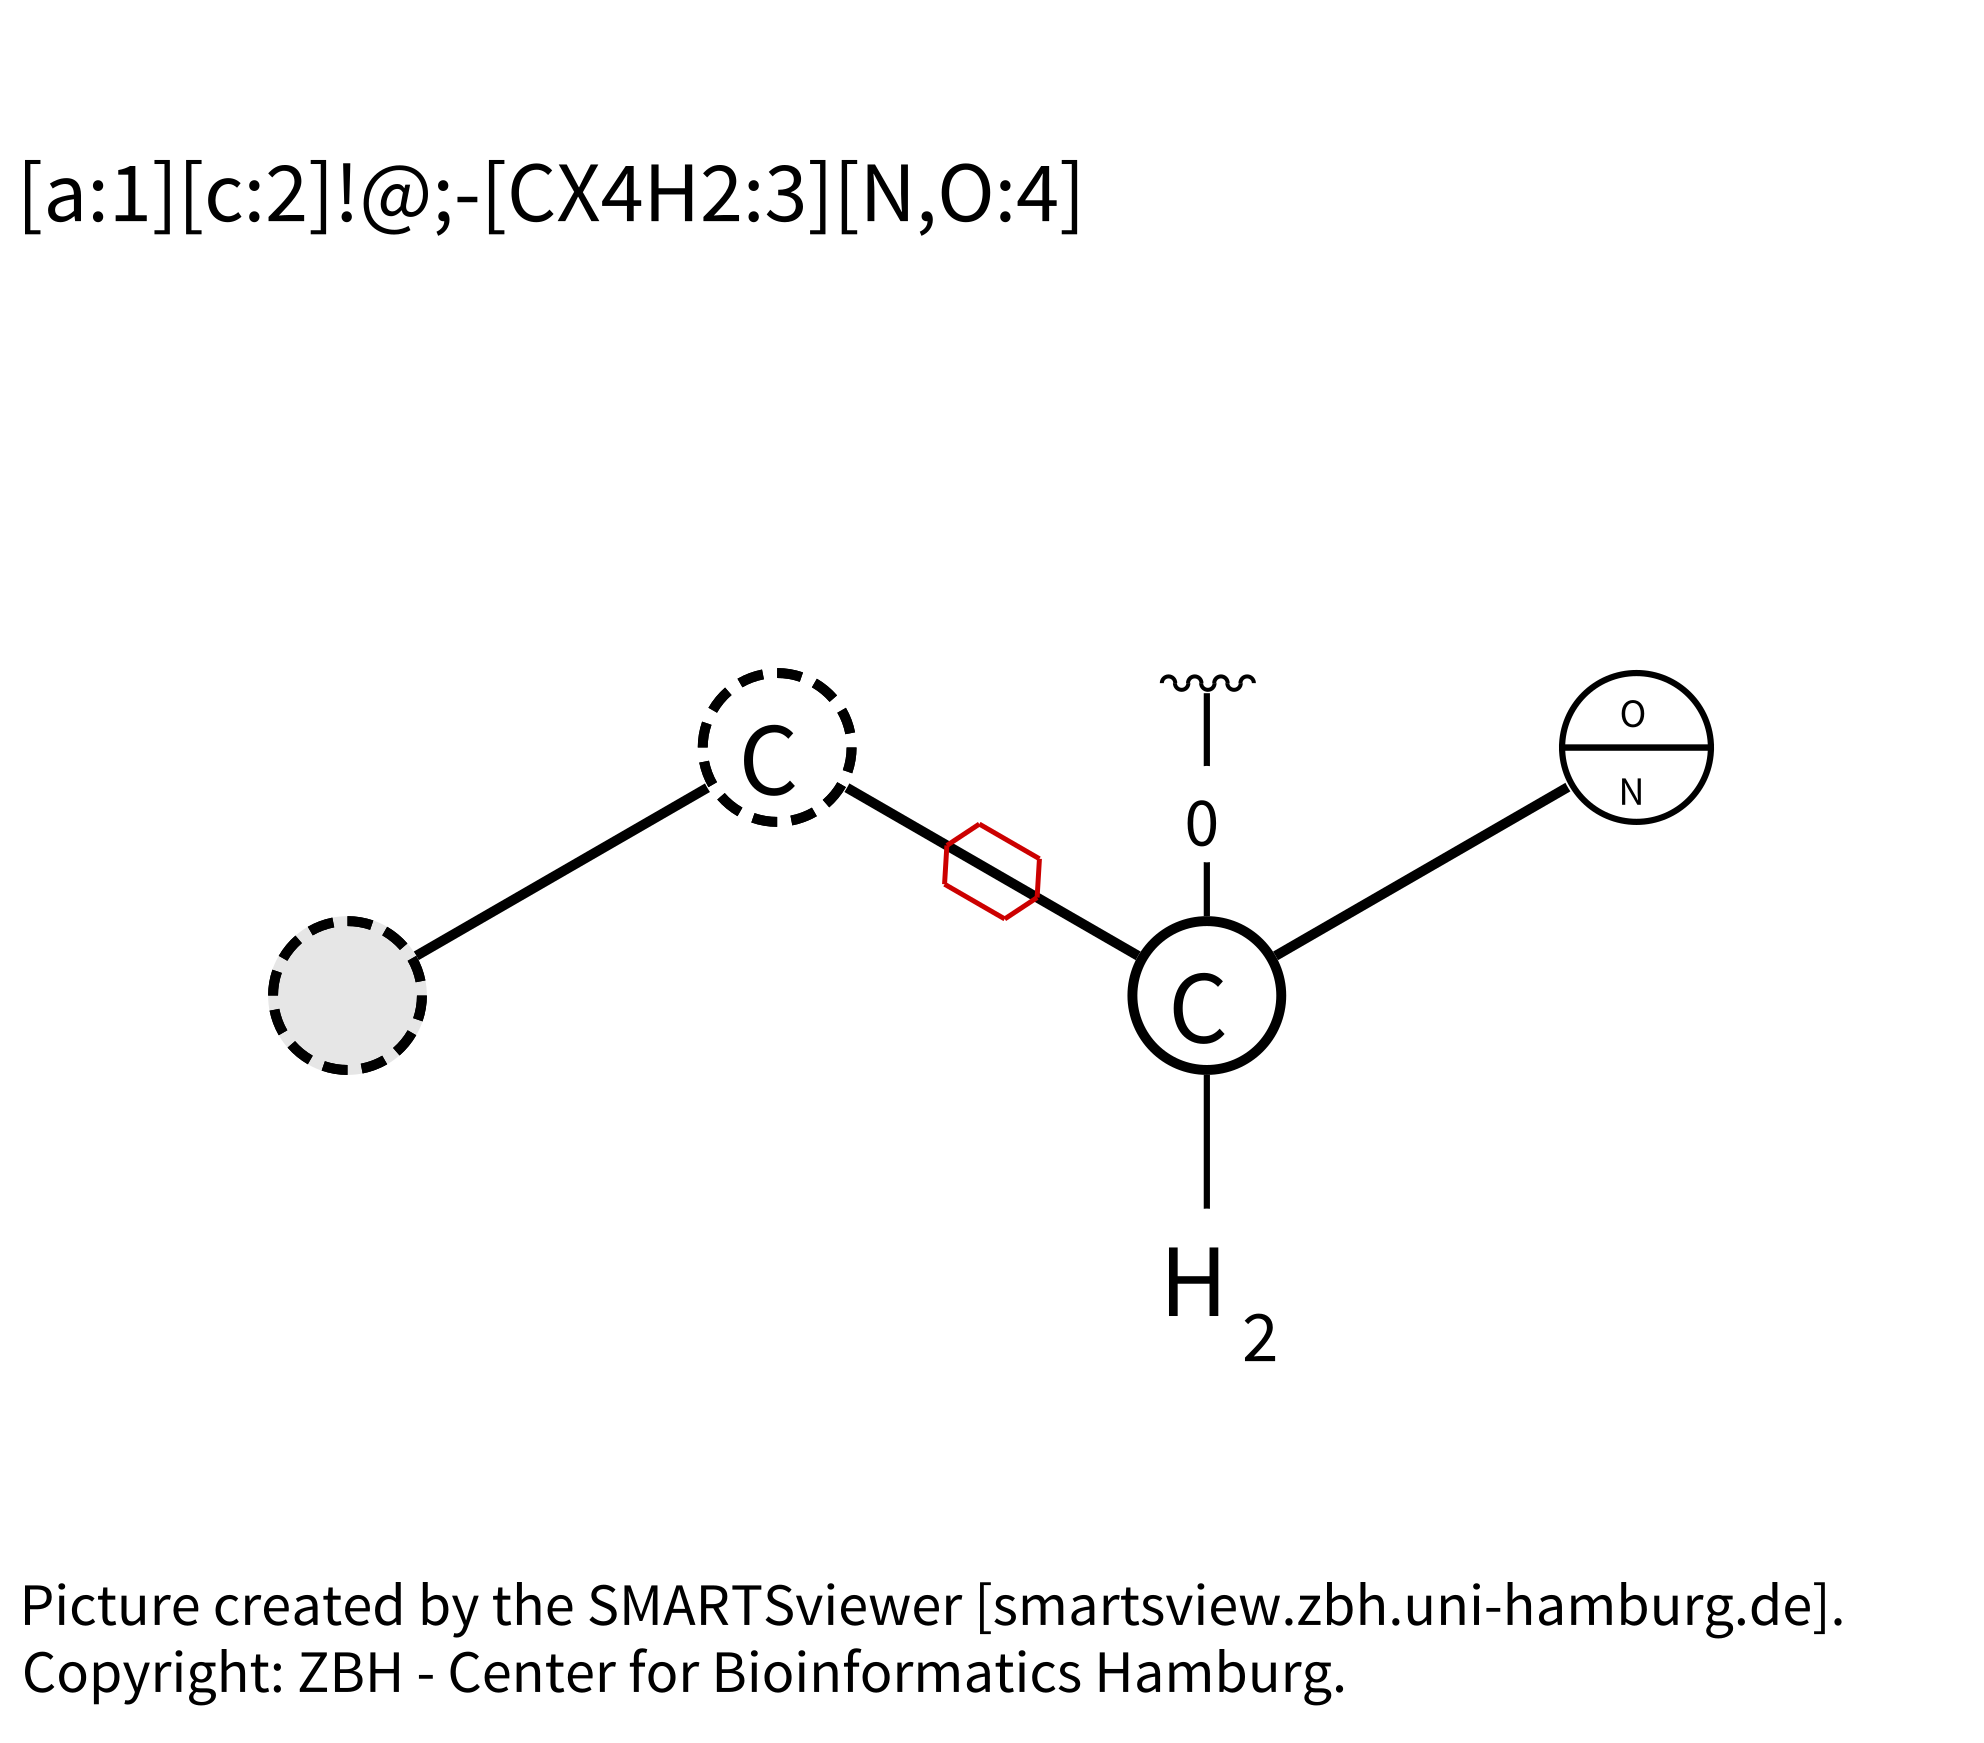 [a:1][c:2]!@;-[CX4H2:3][N,O:4]
C
O
0
N
C
H
2
Picture created by the SMARTSviewer [smartsview.zbh.uni-hamburg.de].
Copyright: ZBH - Center for Bioinformatics Hamburg.